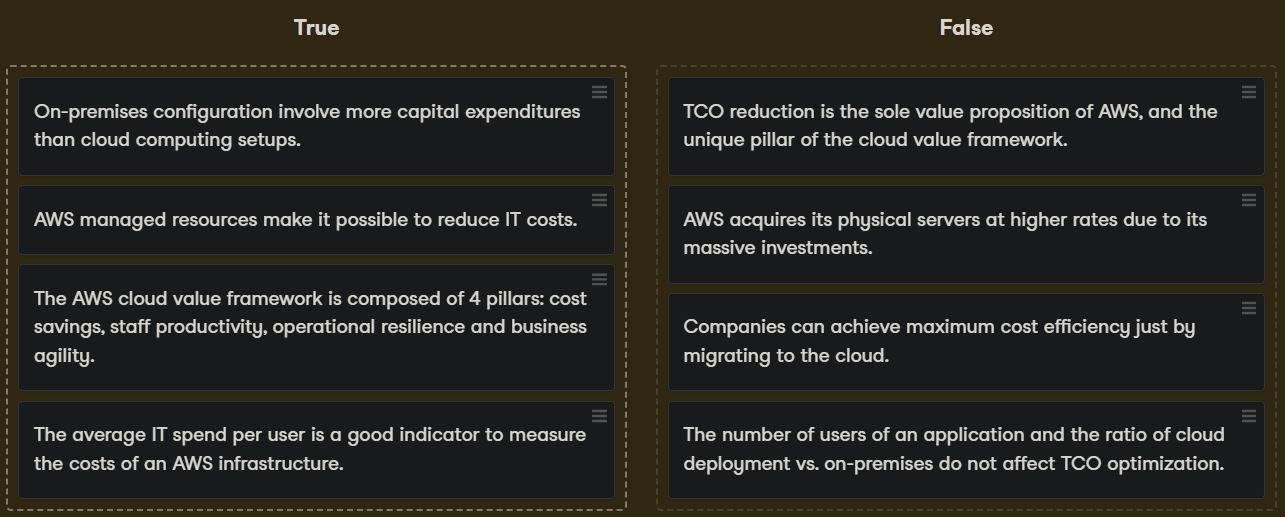 True
On-premises configuration involve more capital expenditures
than cloud computing setups.
AWS managed resources make it possible to reduce IT costs.
The AWS cloud value framework is composed of 4 pillars: cost
savings, staff productivity, operational resilience and business
agility.
The average IT spend per user is a good indicator to measure
the costs of an AWS infrastructure.
False
TCO reduction is the sole value proposition of AWS, and the
unique pillar of the cloud value framework.
AWS acquires its physical servers at higher rates due to its
massive investments.
Companies can achieve maximum cost efficiency just by
migrating to the cloud.
The number of users of an application and the ratio of cloud
deployment vs. on-premises do not affect TCO optimization.